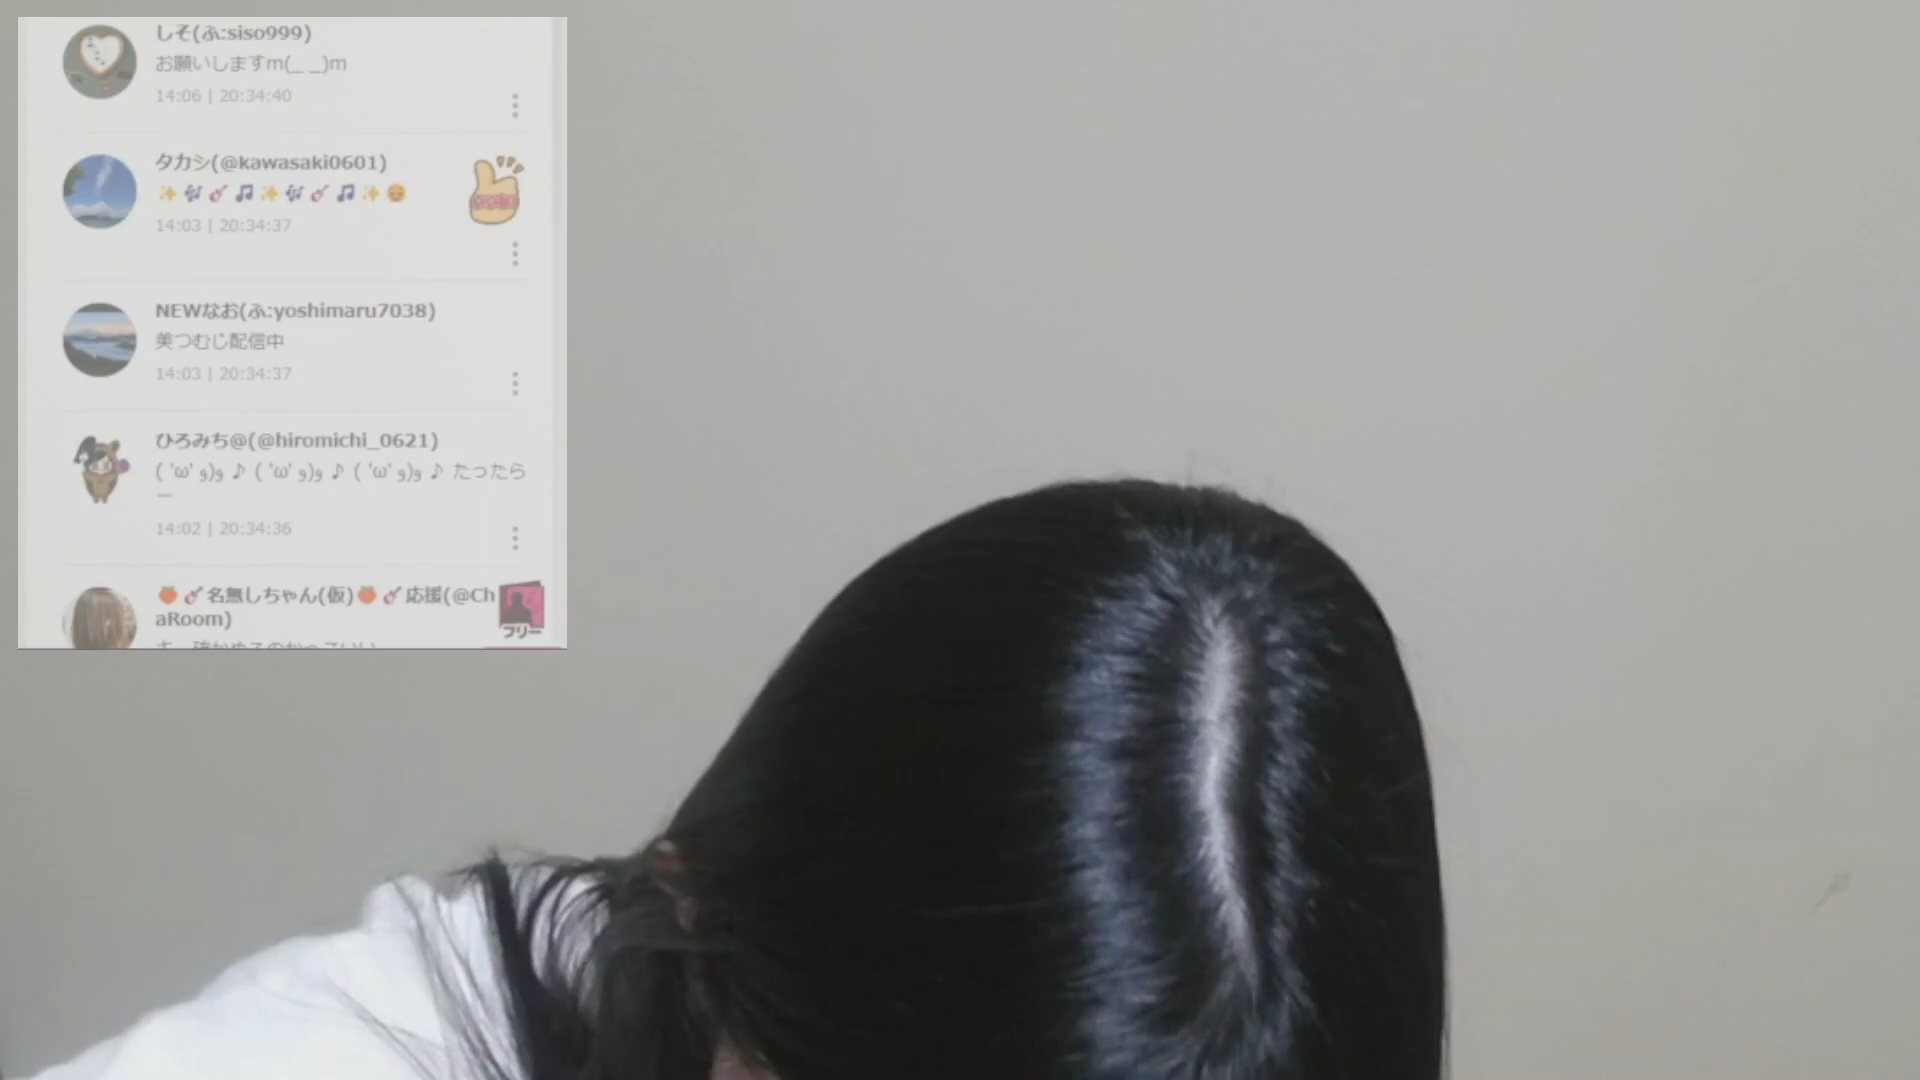 しそ(ふ:siso999)
お願いしますm(_ _)m
14:06 | 20:34:40
タカシ(@kawasaki0601)
✨🎶🎸🎵✨🎶🎸🎵✨😊
14:03 | 20:34:37
NEWなお(ふ:yoshimaru7038)
美つむじ配信中
14:03 | 20:34:37
ひろみち@(@hiromichi_0621)
( 'ω' و)و ♪ ( 'ω' و)و ♪ ( 'ω' و)و ♪ たったら
ー
14:02 | 20:34:36
🍊🎸名無しちゃん(仮)🍊🎸応援(@Ch
aRoom)
フリー